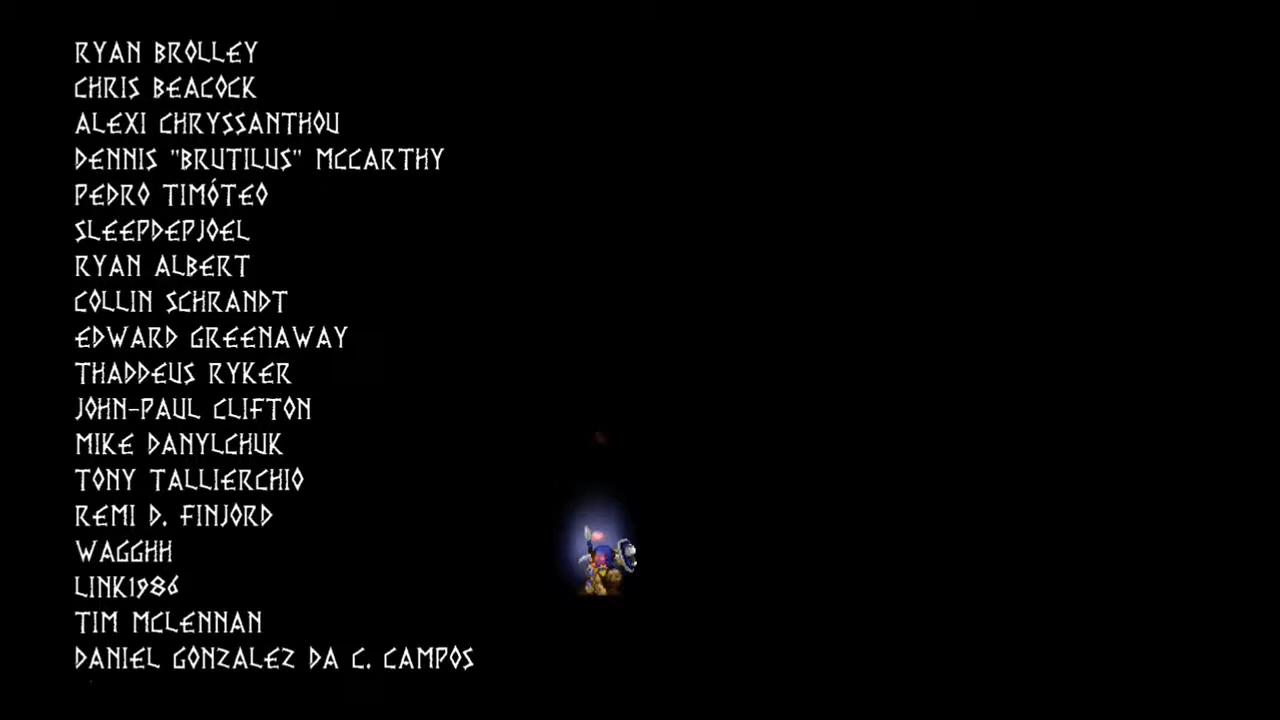 RYAN BROLLEY
CHRIS BEACOCK
ALEXI CHRYSSANTHOU
DENNIS "BRUTILUS" MCCARTHY
PEDRO TIMÓTEO
SLEEPDEPJOEL
RYAN ALBERT
COLLIN SCHRANDT
EDWARD GREENAWAY
THADDEUS RYKER
JOHN-PAUL CLIFTON
MIKE DANYLCHUK
TONY TALLIERCHIO
REMI D. FINJORD
WAGGHH
LINK1986
TIM MCLENNAN
DANIEL GONZALEZ DA C. CAMPOS